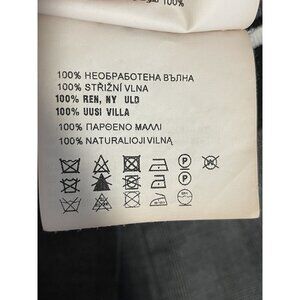 100%
100% НЕОБРАБОТЕНА ВЪЛНА
100% STŘIŽNÍ VLNA
100% REN, NY ULD
100% UUSI VILLA
100% ΠΑΡΘΕΝΟ ΜΑΛΛΙ
100% NATURALIOJI VILNĄ
P P